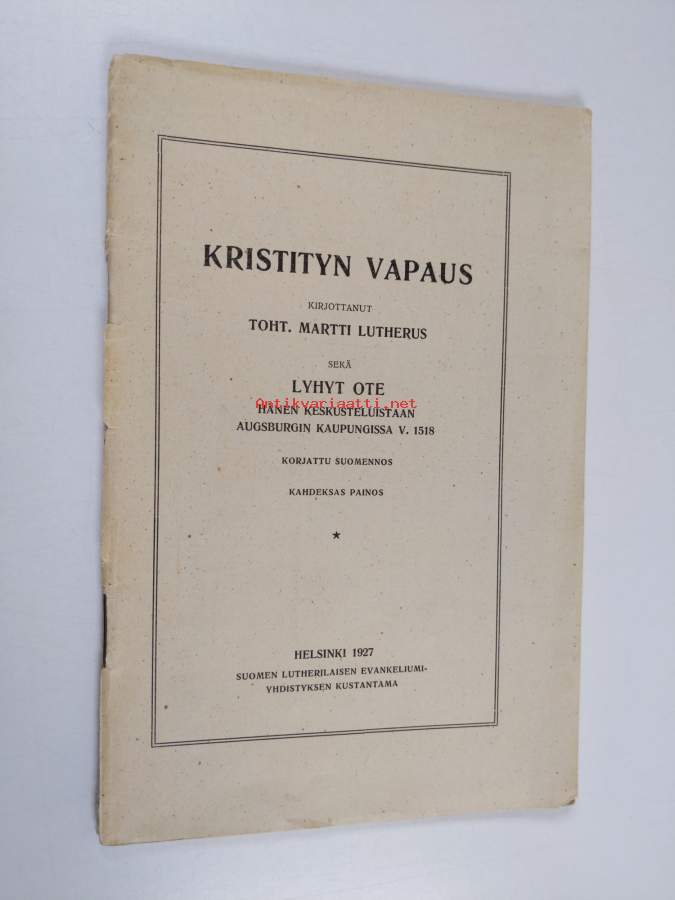 KRISTITYN VAPAUS
KIRJOTTANUT
TOHT. MARTTI LUTHERUS
SEKÄ
LYHYT OTE
Antikvariaatti.net
HÄNEN KESKUSTELUISTAAN
AUGSBURGIN KAUPUNGISSA V. 1518
KORJATTU SUOMENNOS
KAHDEKSAS PAINOS
★
HELSINKI 1927
SUOMEN LUTHERILAISEN EVANKELIUMI-
YHDISTYKSEN KUSTANTAMA